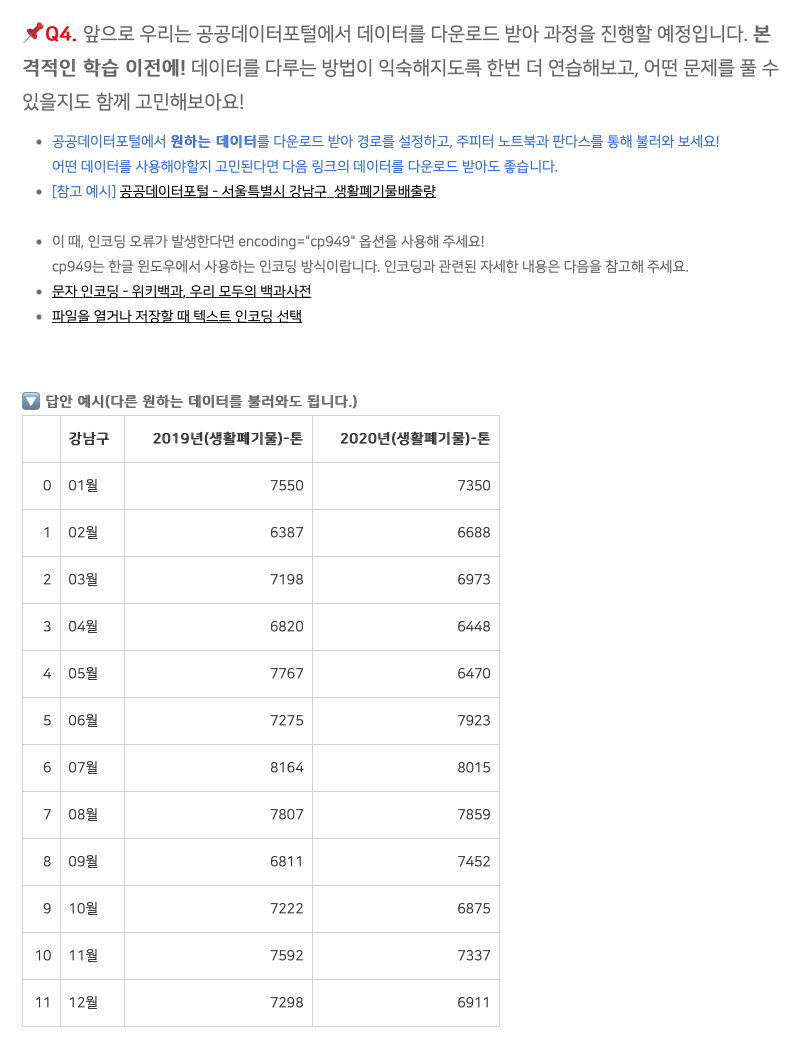 📌Q4. 앞으로 우리는 공공데이터포털에서 데이터를 다운로드 받아 과정을 진행할 예정입니다. 본
격적인 학습 이전에! 데이터를 다루는 방법이 익숙해지도록 한번 더 연습해보고, 어떤 문제를 풀 수
있을지도 함께 고민해보아요!
• 공공데이터포털에서 원하는 데이터를 다운로드 받아 경로를 설정하고, 주피터 노트북과 판다스를 통해 불러와 보세요!
어떤 데이터를 사용해야할지 고민된다면 다음 링크의 데이터를 다운로드 받아도 좋습니다.
• [참고 예시] 공공데이터포털 - 서울특별시 강남구_생활폐기물배출량
• 이 때, 인코딩 오류가 발생한다면 encoding="cp949" 옵션을 사용해 주세요!
cp949는 한글 윈도우에서 사용하는 인코딩 방식이랍니다. 인코딩과 관련된 자세한 내용은 다음을 참고해 주세요.
• 문자 인코딩 - 위키백과, 우리 모두의 백과사전
• 파일을 열거나 저장할 때 텍스트 인코딩 선택
🔽 답안 예시(다른 원하는 데이터를 불러와도 됩니다.)
강남구 2019년(생활폐기물)-톤 2020년(생활폐기물)-톤
0 01월 7550 7350
1 02월 6387 6688
2 03월 7198 6973
3 04월 6820 6448
4 05월 7767 6470
5 06월 7275 7923
6 07월 8164 8015
7 08월 7807 7859
8 09월 6811 7452
9 10월 7222 6875
10 11월 7592 7337
11 12월 7298 6911